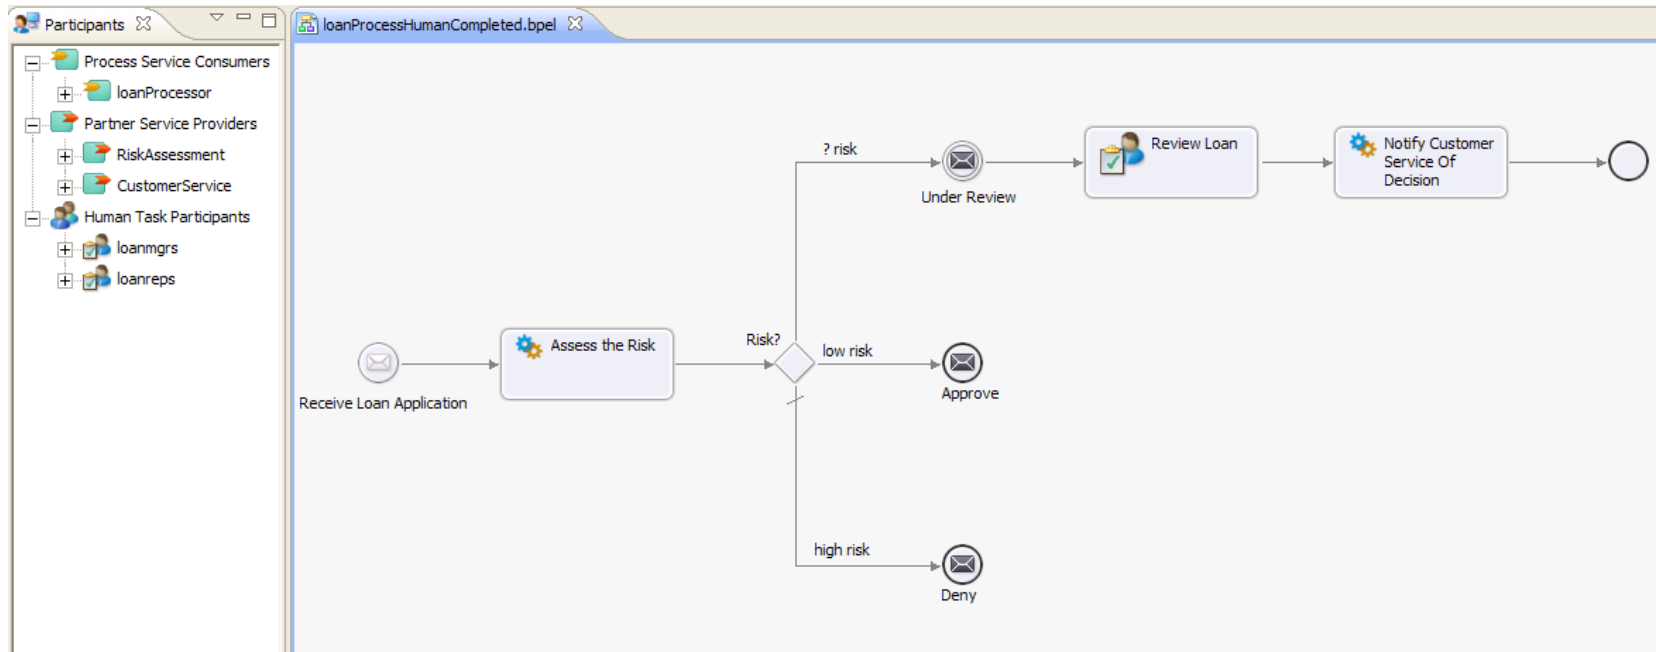 Participants
Process Service Consumers
loanProcessor
Partner Service Providers
RiskAssessment
CustomerService
Human Task Participants
loanmgrs
loanreps
loanProcessHumanCompleted.bpel
? risk
Under Review
Review Loan
Notify Customer
Service Of
Decision
Receive Loan Application
Assess the Risk
Risk?
low risk
Approve
high risk
Deny